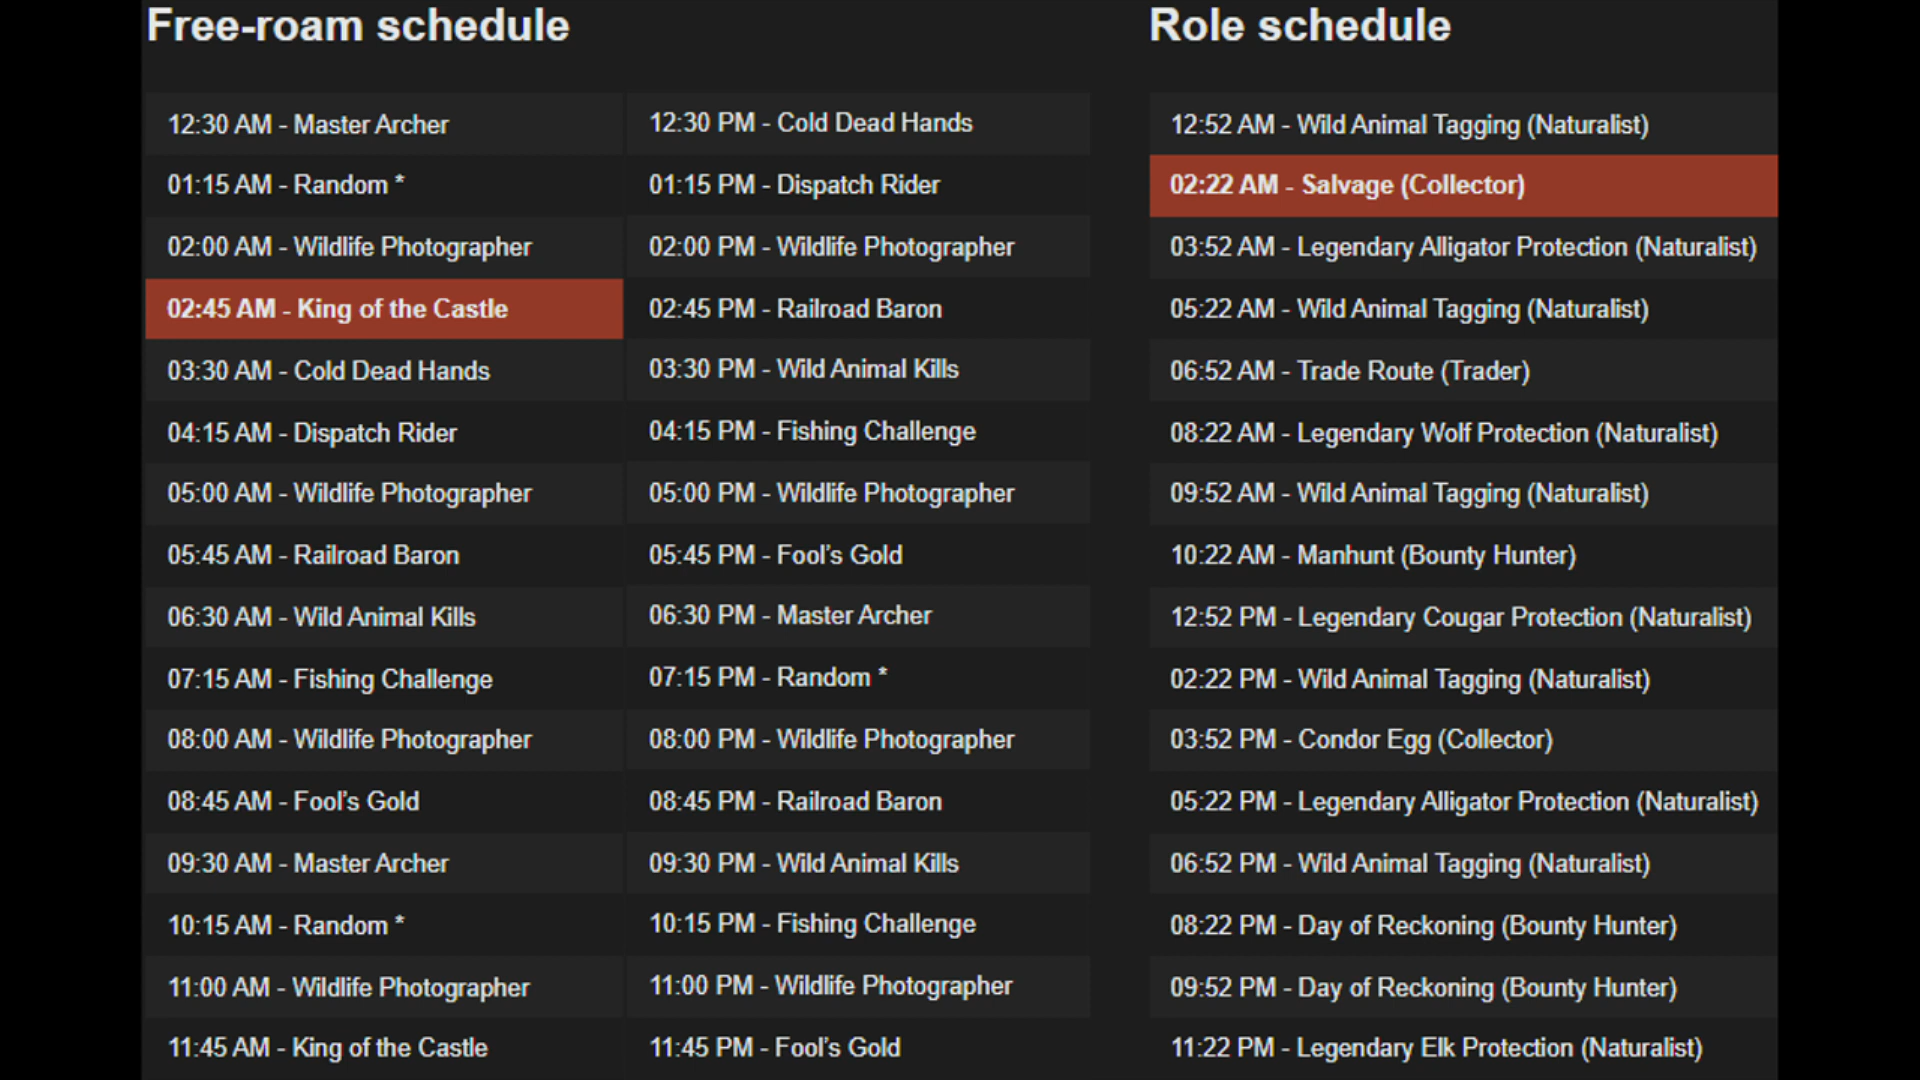 Free-roam schedule
12:30 AM - Master Archer
01:15 AM - Random *
02:00 AM - Wildlife Photographer
02:45 AM - King of the Castle
03:30 AM - Cold Dead Hands
04:15 AM - Dispatch Rider
05:00 AM - Wildlife Photographer
05:45 AM - Railroad Baron
06:30 AM - Wild Animal Kills
07:15 AM - Fishing Challenge
08:00 AM - Wildlife Photographer
08:45 AM - Fool's Gold
09:30 AM - Master Archer
10:15 AM - Random *
11:00 AM - Wildlife Photographer
11:45 AM - King of the Castle
12:30 PM - Cold Dead Hands
01:15 PM - Dispatch Rider
02:00 PM - Wildlife Photographer
02:45 PM - Railroad Baron
03:30 PM - Wild Animal Kills
04:15 PM - Fishing Challenge
05:00 PM - Wildlife Photographer
05:45 PM - Fool's Gold
06:30 PM - Master Archer
07:15 PM - Random *
08:00 PM - Wildlife Photographer
08:45 PM - Railroad Baron
09:30 PM - Wild Animal Kills
10:15 PM - Fishing Challenge
11:00 PM - Wildlife Photographer
11:45 PM - Fool's Gold
Role schedule
12:52 AM - Wild Animal Tagging (Naturalist)
02:22 AM - Salvage (Collector)
03:52 AM - Legendary Alligator Protection (Naturalist)
05:22 AM - Wild Animal Tagging (Naturalist)
06:52 AM - Trade Route (Trader)
08:22 AM - Legendary Wolf Protection (Naturalist)
09:52 AM - Wild Animal Tagging (Naturalist)
10:22 AM - Manhunt (Bounty Hunter)
12:52 PM - Legendary Cougar Protection (Naturalist)
02:22 PM - Wild Animal Tagging (Naturalist)
03:52 PM - Condor Egg (Collector)
05:22 PM - Legendary Alligator Protection (Naturalist)
06:52 PM - Wild Animal Tagging (Naturalist)
08:22 PM - Day of Reckoning (Bounty Hunter)
09:52 PM - Day of Reckoning (Bounty Hunter)
11:22 PM - Legendary Elk Protection (Naturalist)